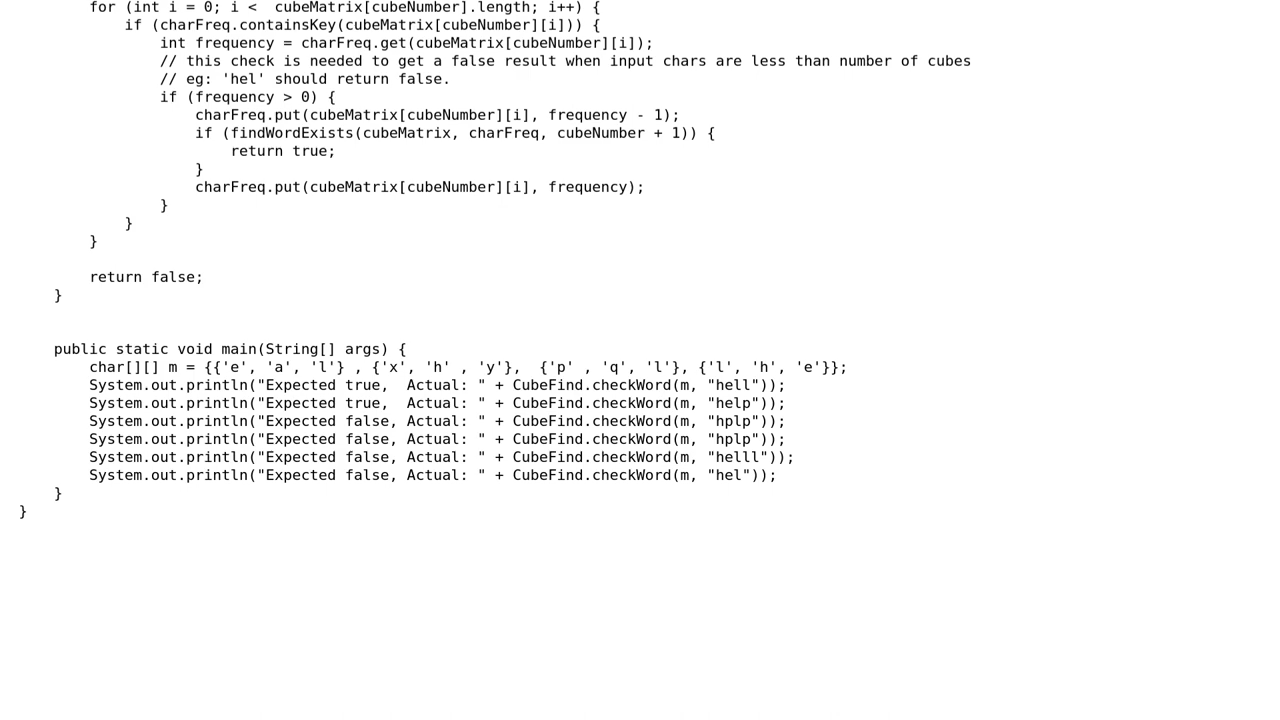 for (int i = 0; i <  cubeMatrix[cubeNumber].length; i++) {
            if (charFreq.containsKey(cubeMatrix[cubeNumber][i])) {
                int frequency = charFreq.get(cubeMatrix[cubeNumber][i]);
                // this check is needed to get a false result when input chars are less than number of cubes
                // eg: 'hel' should return false.
                if (frequency > 0) {
                    charFreq.put(cubeMatrix[cubeNumber][i], frequency - 1);
                    if (findWordExists(cubeMatrix, charFreq, cubeNumber + 1)) {
                        return true;
                    }
                    charFreq.put(cubeMatrix[cubeNumber][i], frequency);
                }
            }
        }

        return false;
    }


    public static void main(String[] args) {
        char[][] m = {{'e', 'a', 'l'} , {'x', 'h' , 'y'},  {'p' , 'q', 'l'}, {'l', 'h', 'e'}};
        System.out.println("Expected true,  Actual: " + CubeFind.checkWord(m, "hell"));
        System.out.println("Expected true,  Actual: " + CubeFind.checkWord(m, "help"));
        System.out.println("Expected false, Actual: " + CubeFind.checkWord(m, "hplp"));
        System.out.println("Expected false, Actual: " + CubeFind.checkWord(m, "hplp"));
        System.out.println("Expected false, Actual: " + CubeFind.checkWord(m, "helll"));
        System.out.println("Expected false, Actual: " + CubeFind.checkWord(m, "hel"));
    }
}